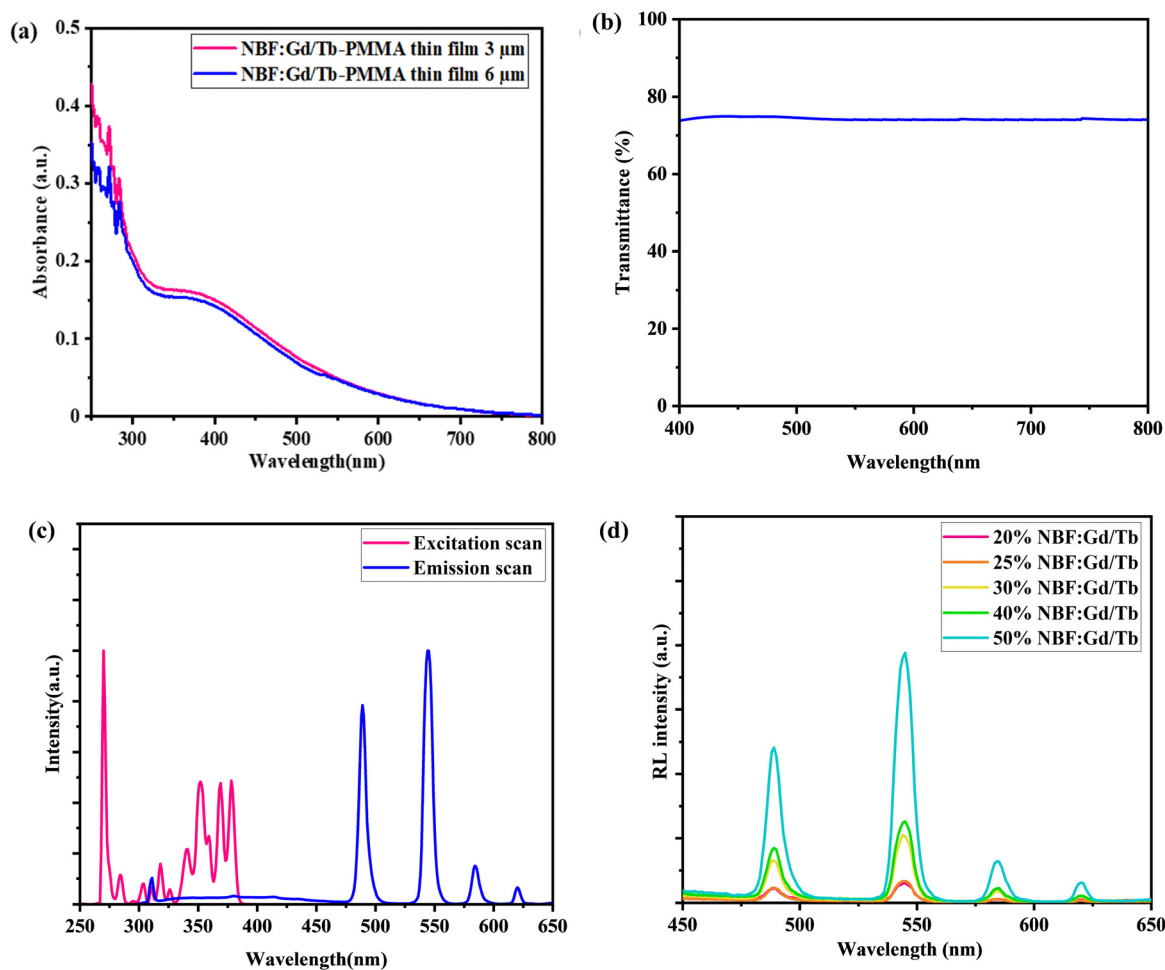 (a)
NBF:Gd/Tb-PMMA thin film 3 µm
NBF:Gd/Tb-PMMA thin film 6 µm
Absorbance (a.u.)
0.5
0.4
0.3
0.2
0.1
0
300 400 500 600 700 800
Wavelength(nm)
(b)
Transmittance (%)
100
80
60
40
20
0
400 500 600 700 800
Wavelength(nm
(c)
Excitation scan
Emission scan
Intensity(a.u.)
250 300 350 400 450 500 550 600 650
Wavelength(nm)
(d)
20% NBF:Gd/Tb
25% NBF:Gd/Tb
30% NBF:Gd/Tb
40% NBF:Gd/Tb
50% NBF:Gd/Tb
RL intensity (a.u.)
450 500 550 600 650
Wavelength (nm)